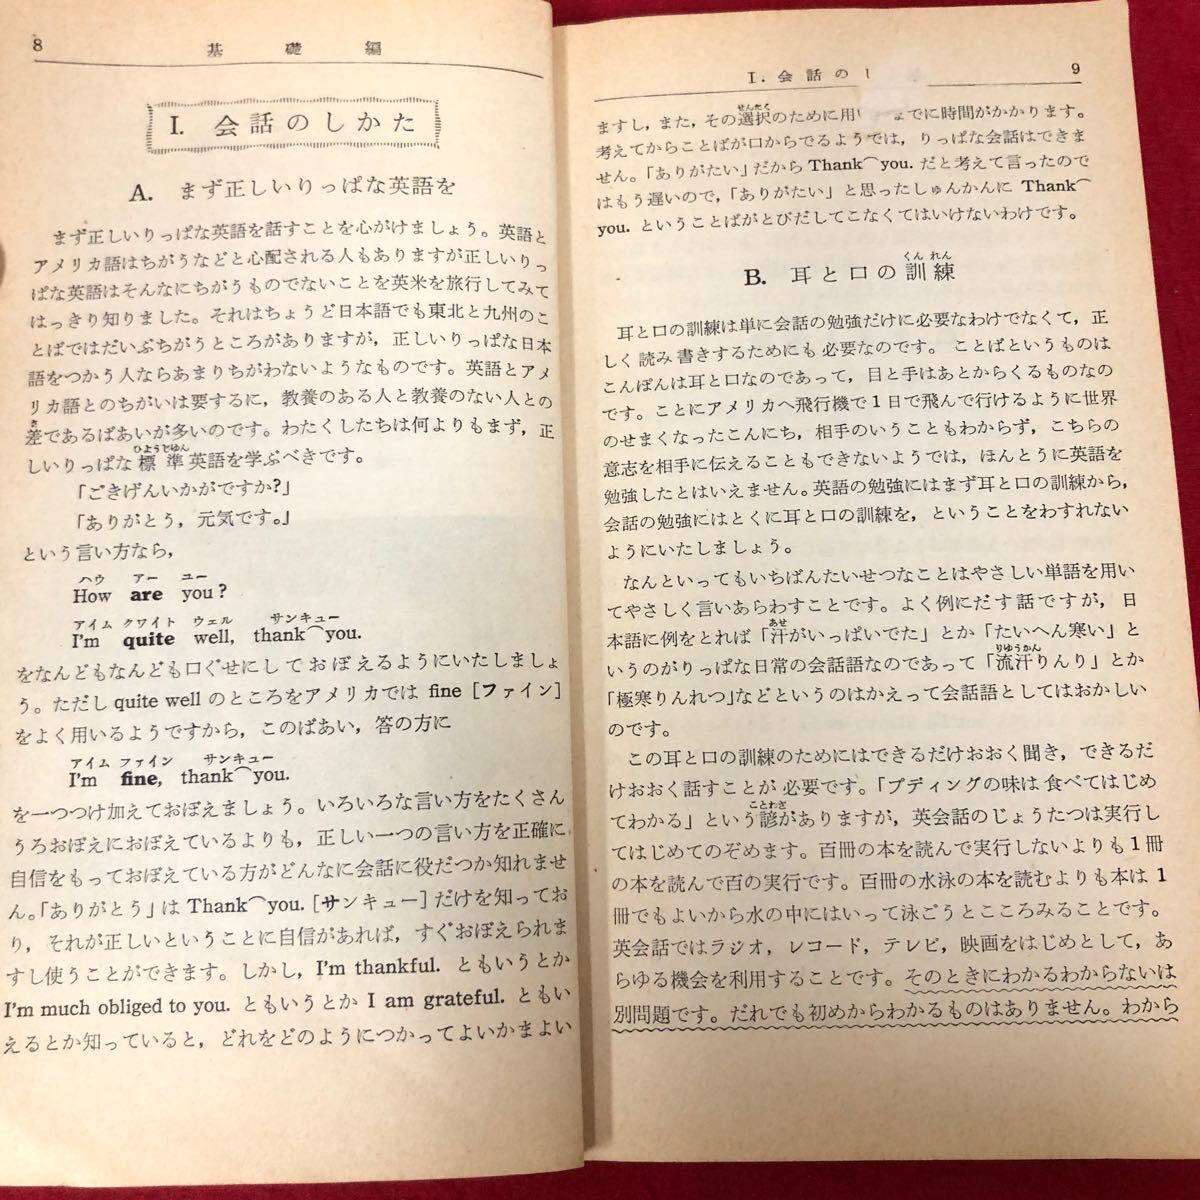 8
基礎編
I. 会話のしかた
A. まず正しいりっぱな英語を
まず正しいりっぱな英語を話すことを心がけましょう。英語と
アメリカ語はちがうなどと心配される人もありますが正しいりっ
ぱな英語はそんなにちがうものでないことを英米を旅行してみて
はっきり知りました。それはちょうど日本語でも東北と九州のこ
とばではだいぶちがうところがありますが，正しいりっぱな日本
語をつかう人ならあまりちがわないようなものです。英語とアメ
リカ語とのちがいは要するに，教養のある人と教養のない人との
さ
差であるばあいが多いのです。わたくしたちは何よりもまず，正
ひようじゆん
しいりっぱな標準英語を学ぶべきです。
「ごきげんいかがですか?」
「ありがとう，元気です。」
という言い方なら，
ハウ アー ユー
How are you?
アイム クワイト ウェル サンキュー
I'm quite well, thank⁀you.
をなんどもなんども口ぐせにしておぼえるようにいたしましょ
う。ただし quite well のところをアメリカでは fine [ファイン]
をよく用いるようですから，このばあい，答の方に
アイム ファイン サンキュー
I'm fine, thank⁀you.
を一つつけ加えておぼえましょう。いろいろな言い方をたくさん
うろおぼえにおぼえているよりも，正しい一つの言い方を正確に
自信をもっておぼえている方がどんなに会話に役だつか知れませ
ん。「ありがとう」は Thank⁀you. [サンキュー] だけを知ってお
り，それが正しいということに自信があれば，すぐおぼえられま
すし使うことができます。しかし，I'm thankful. ともいうとか
I'm much obliged to you. ともいうとか I am grateful. ともい
えるとか知っていると，どれをどのようにつかってよいかまよい
I. 会話のし
9
せんたく
ますし，また，その選択のために用いでに時間がかかります。
考えてからことばが口からでるようでは，りっぱな会話はできま
せん。「ありがたい」だから Thank⁀you. だと考えて言ったので
はもう遅いので，「ありがたい」と思ったしゅんかんに Thank⁀
you. ということばがとびだしてこなくてはいけないわけです。
くん れん
B. 耳と口の訓練
耳と口の訓練は単に会話の勉強だけに必要なわけでなくて，正
しく読み書きするためにも必要なのです。ことばというものは
こんぽんは耳と口なのであって，目と手はあとからくるものなの
です。ことにアメリカへ飛行機で1日で飛んで行けるように世界
のせまくなったこんにち，相手のいうこともわからず，こちらの
意志を相手に伝えることもできないようでは，ほんとうに英語を
勉強したとはいえません。英語の勉強にはまず耳と口の訓練から，
会話の勉強にはとくに耳と口の訓練を，ということをわすれない
ようにいたしましょう。
なんといってもいちばんたいせつなことはやさしい単語を用い
てやさしく言いあらわすことです。よく例にだす話ですが，日
あせ
本語に例をとれば「汗がいっぱいでた」とか「たいへん寒い」と
りゆうかん
いうのがりっぱな日常の会話語なのであって「流汗りんり」とか
「極寒りんれつ」などというのはかえって会話語としてはおかしい
のです。
この耳と口の訓練のためにはできるだけおおく聞き，できるだ
けおおく話すことが必要です。「プディングの味は食べてはじめ
ことわざ
てわかる」という諺がありますが，英会話のじょうたつは実行し
てはじめてのぞめます。百冊の本を読んで実行しないよりも1冊
の本を読んで百の実行です。百冊の水泳の本を読むよりも本は1
冊でもよいから水の中にはいって泳ごうとこころみることです。
英会話ではラジオ，レコード，テレビ，映画をはじめとして，あ
らゆる機会を利用することです。そのときにわかるわからないは
別問題です。だれでも初めからわかるものはありません。わから